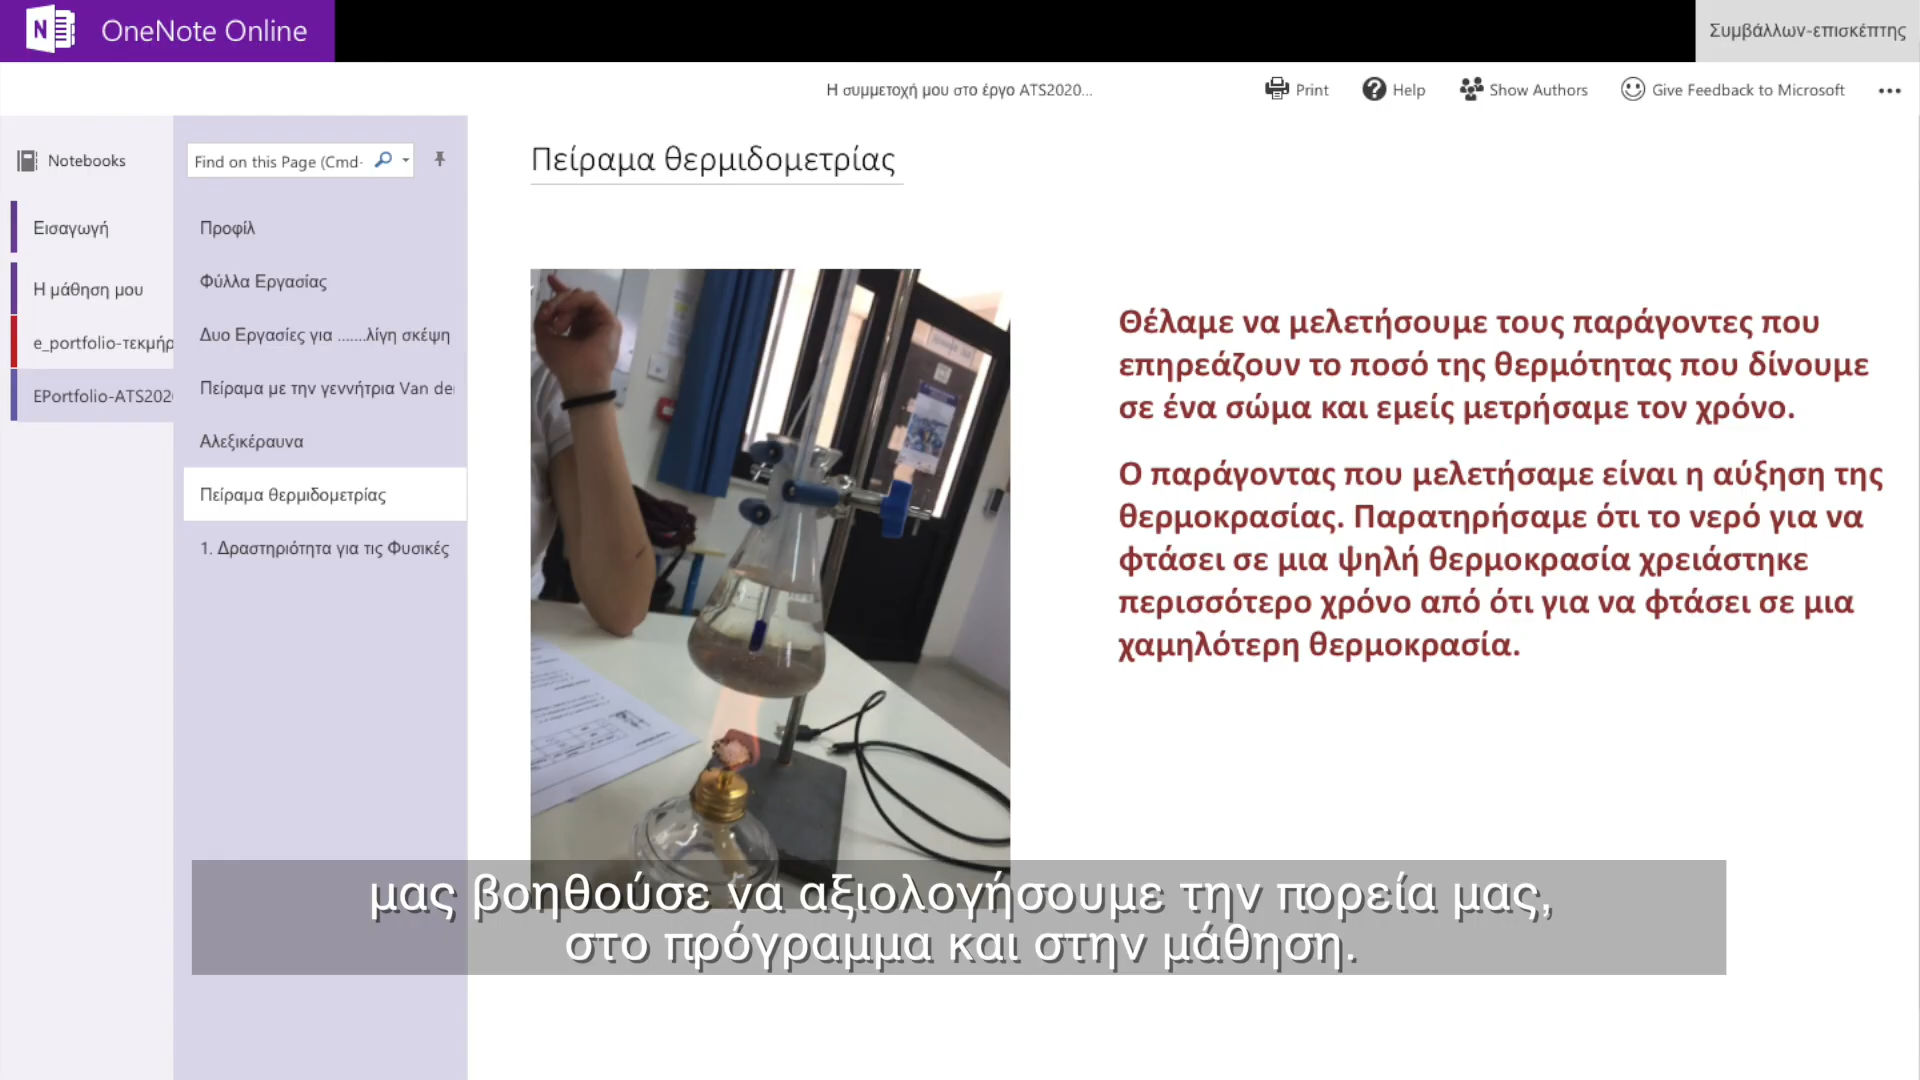 OneNote Online
Συμβάλλων-επισκέπτης
Η συμμετοχή μου στο έργο ATS2020...
Print
Help
Show Authors
Give Feedback to Microsoft
Notebooks
Εισαγωγή
Η μάθηση μου
e_portfolio-τεκμήρ
EPortfolio-ATS202
Find on this Page (Cmd-
Προφίλ
Φύλλα Εργασίας
Δυο Εργασίες για .......λίγη σκέψη
Πείραμα με την γεννήτρια Van de
Αλεξικέραυνα
Πείραμα θερμιδομετρίας
1. Δραστηριότητα για τις Φυσικές
Πείραμα θερμιδομετρίας
Θέλαμε να μελετήσουμε τους παράγοντες που
επηρεάζουν το ποσό της θερμότητας που δίνουμε
σε ένα σώμα και εμείς μετρήσαμε τον χρόνο.
Ο παράγοντας που μελετήσαμε είναι η αύξηση της
θερμοκρασίας. Παρατηρήσαμε ότι το νερό για να
φτάσει σε μια ψηλή θερμοκρασία χρειάστηκε
περισσότερο χρόνο από ότι για να φτάσει σε μια
χαμηλότερη θερμοκρασία.
μας βοηθούσε να αξιολογήσουμε την πορεία μας,
στο πρόγραμμα και στην μάθηση.